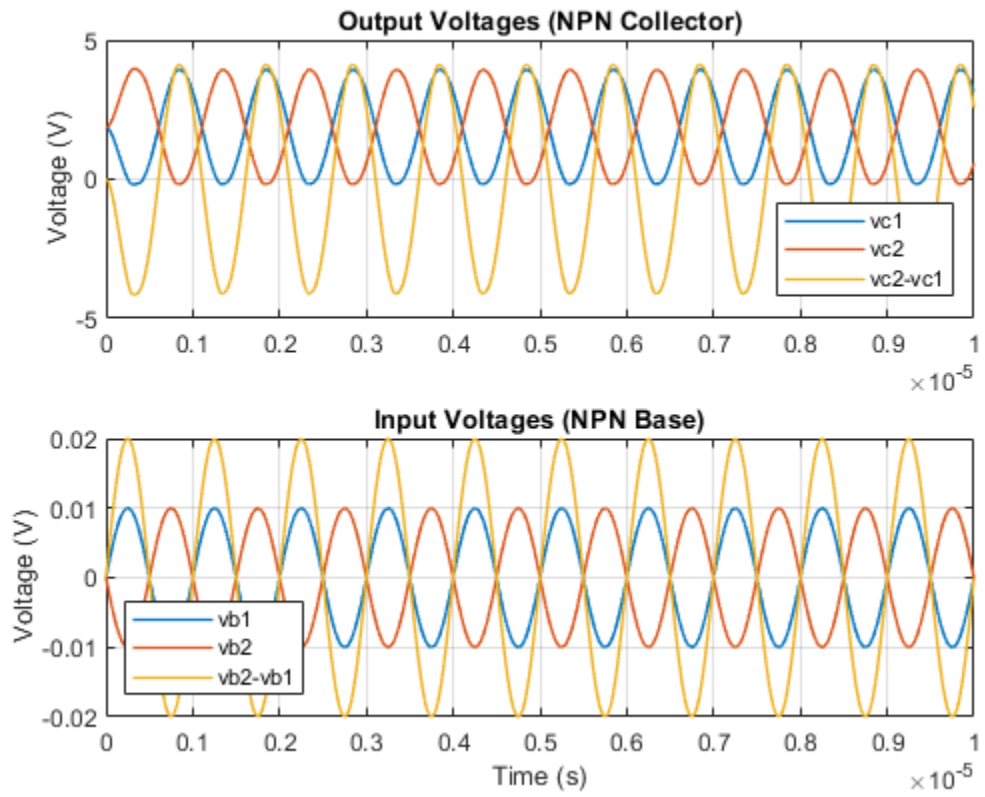 Output Voltages (NPN Collector)
Voltage (V)
5
0
-5
vc1
vc2
vc2-vc1
0 0.1 0.2 0.3 0.4 0.5 0.6 0.7 0.8 0.9 1
×10-5
Input Voltages (NPN Base)
Voltage (V)
0.02
0.01
0
-0.01
-0.02
vb1
vb2
vb2-vb1
0 0.1 0.2 0.3 0.4 0.5 0.6 0.7 0.8 0.9 1
Time (s)
×10-5